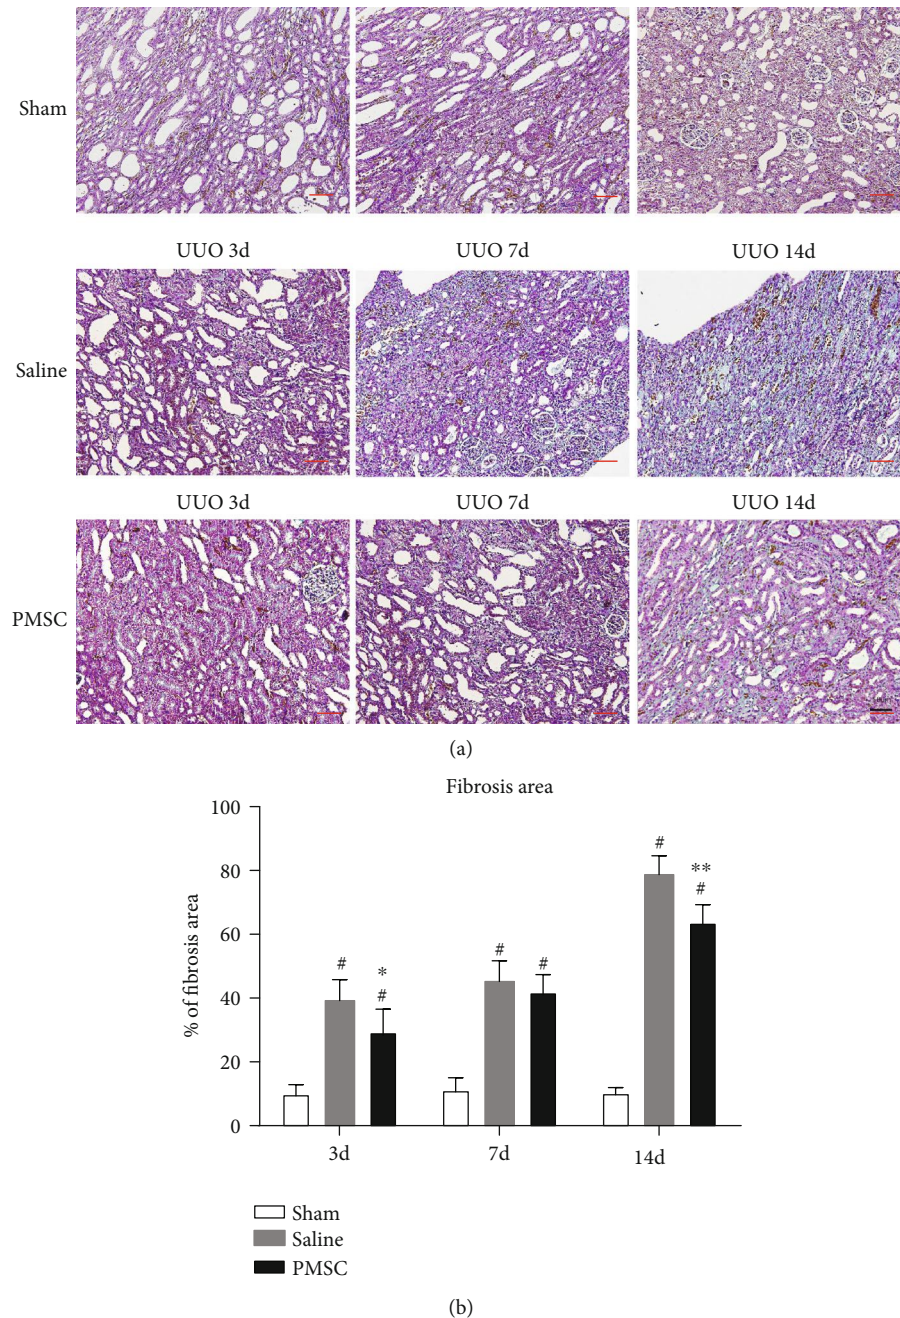 Sham
UUO 3d UUO 7d UUO 14d
Saline
UUO 3d UUO 7d UUO 14d
PMSC
(a)
Fibrosis area
% of fibrosis area
100
80
60
40
20
0
#
*
#
#
#
#
**
#
3d 7d 14d
Sham
Saline
PMSC
(b)